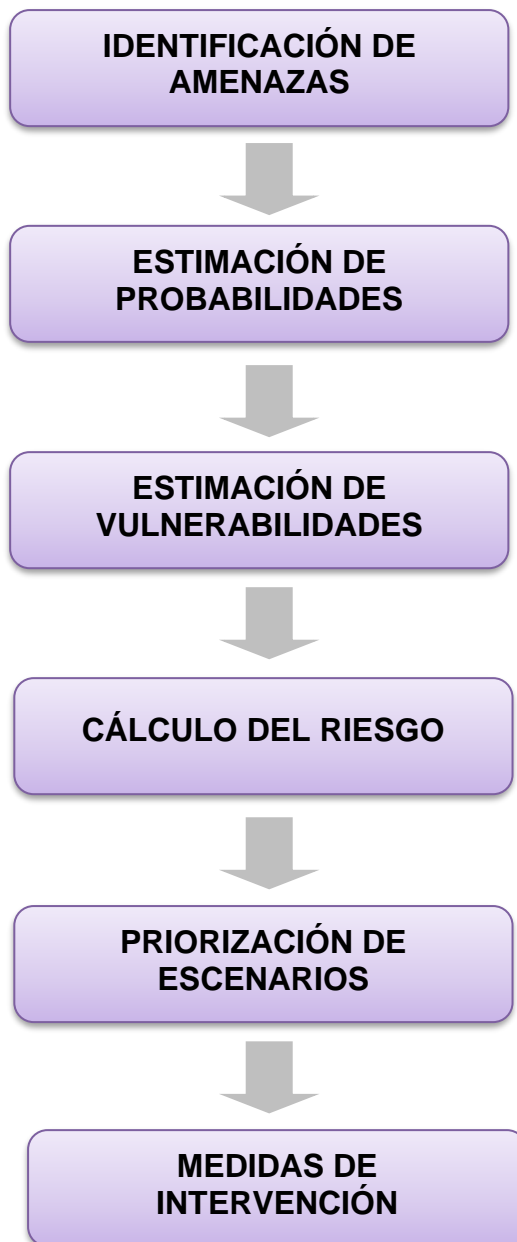 IDENTIFICACIÓN DE
AMENAZAS
ESTIMACIÓN DE
PROBABILIDADES
ESTIMACIÓN DE
VULNERABILIDADES
CÁLCULO DEL RIESGO
PRIORIZACIÓN DE
ESCENARIOS
MEDIDAS DE
INTERVENCIÓN